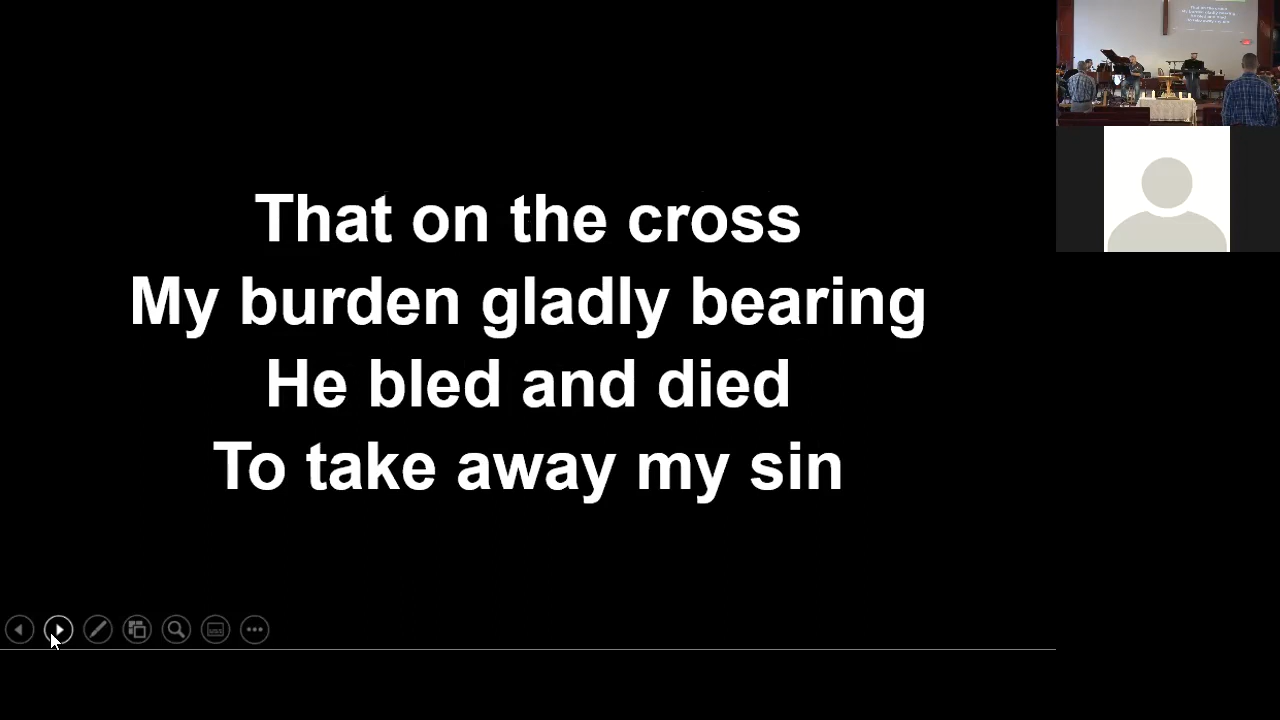 That on the cross
My burden gladly bearing
He bled and died
To take away my sin